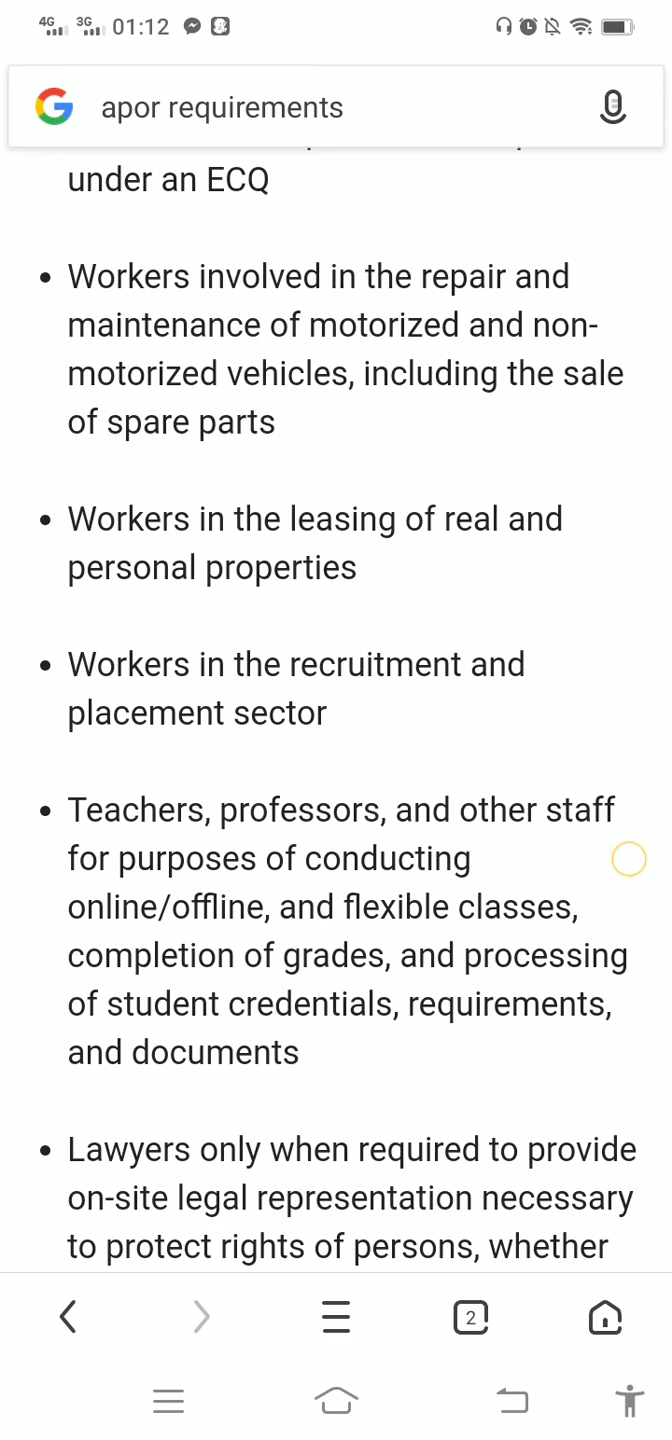 4G 3G 01:12
apor requirements
under an ECQ
• Workers involved in the repair and
maintenance of motorized and non-
motorized vehicles, including the sale
of spare parts
• Workers in the leasing of real and
personal properties
• Workers in the recruitment and
placement sector
• Teachers, professors, and other staff
for purposes of conducting
online/offline, and flexible classes,
completion of grades, and processing
of student credentials, requirements,
and documents
• Lawyers only when required to provide
on-site legal representation necessary
to protect rights of persons, whether
2